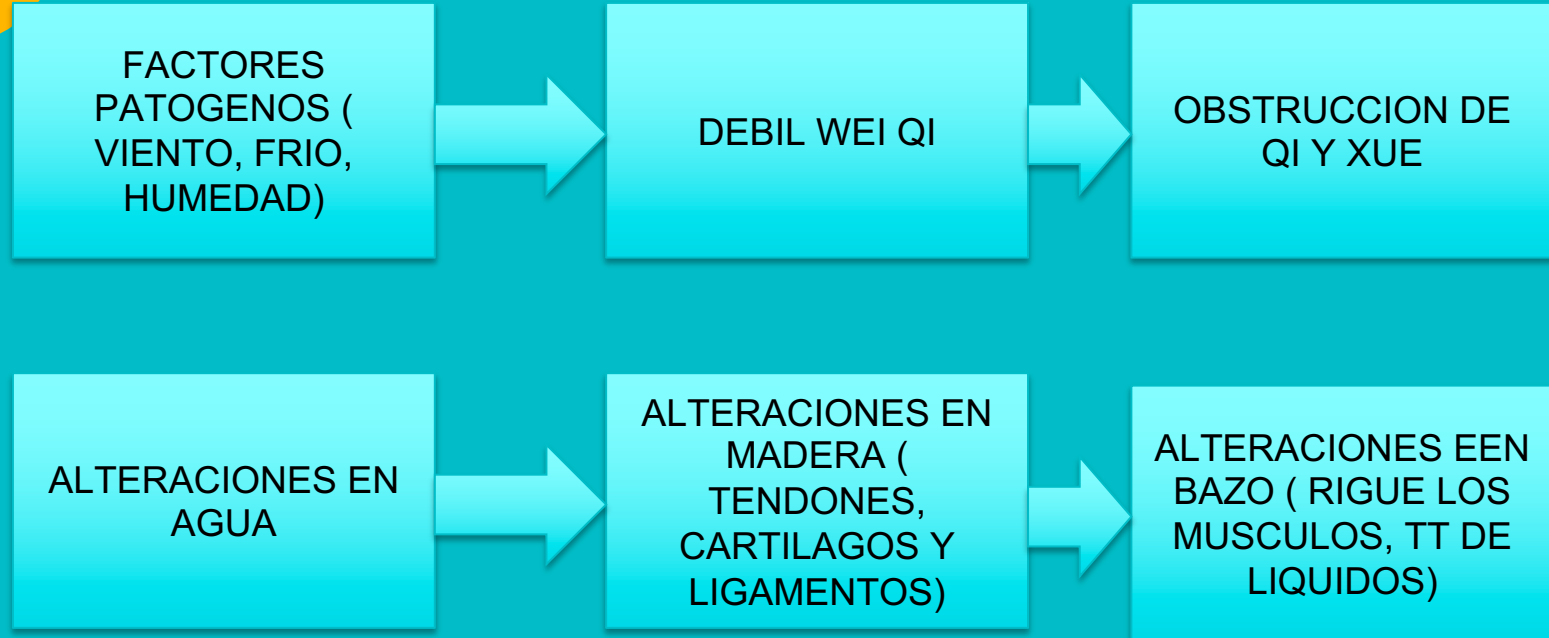 FACTORES
PATOGENOS (
VIENTO, FRIO,
HUMEDAD)
DEBIL WEI QI
OBSTRUCCION DE
QI Y XUE
ALTERACIONES EN
AGUA
ALTERACIONES EN
MADERA (
TENDONES,
CARTILAGOS Y
LIGAMENTOS)
ALTERACIONES EEN
BAZO ( RIGUE LOS
MUSCULOS, TT DE
LIQUIDOS)